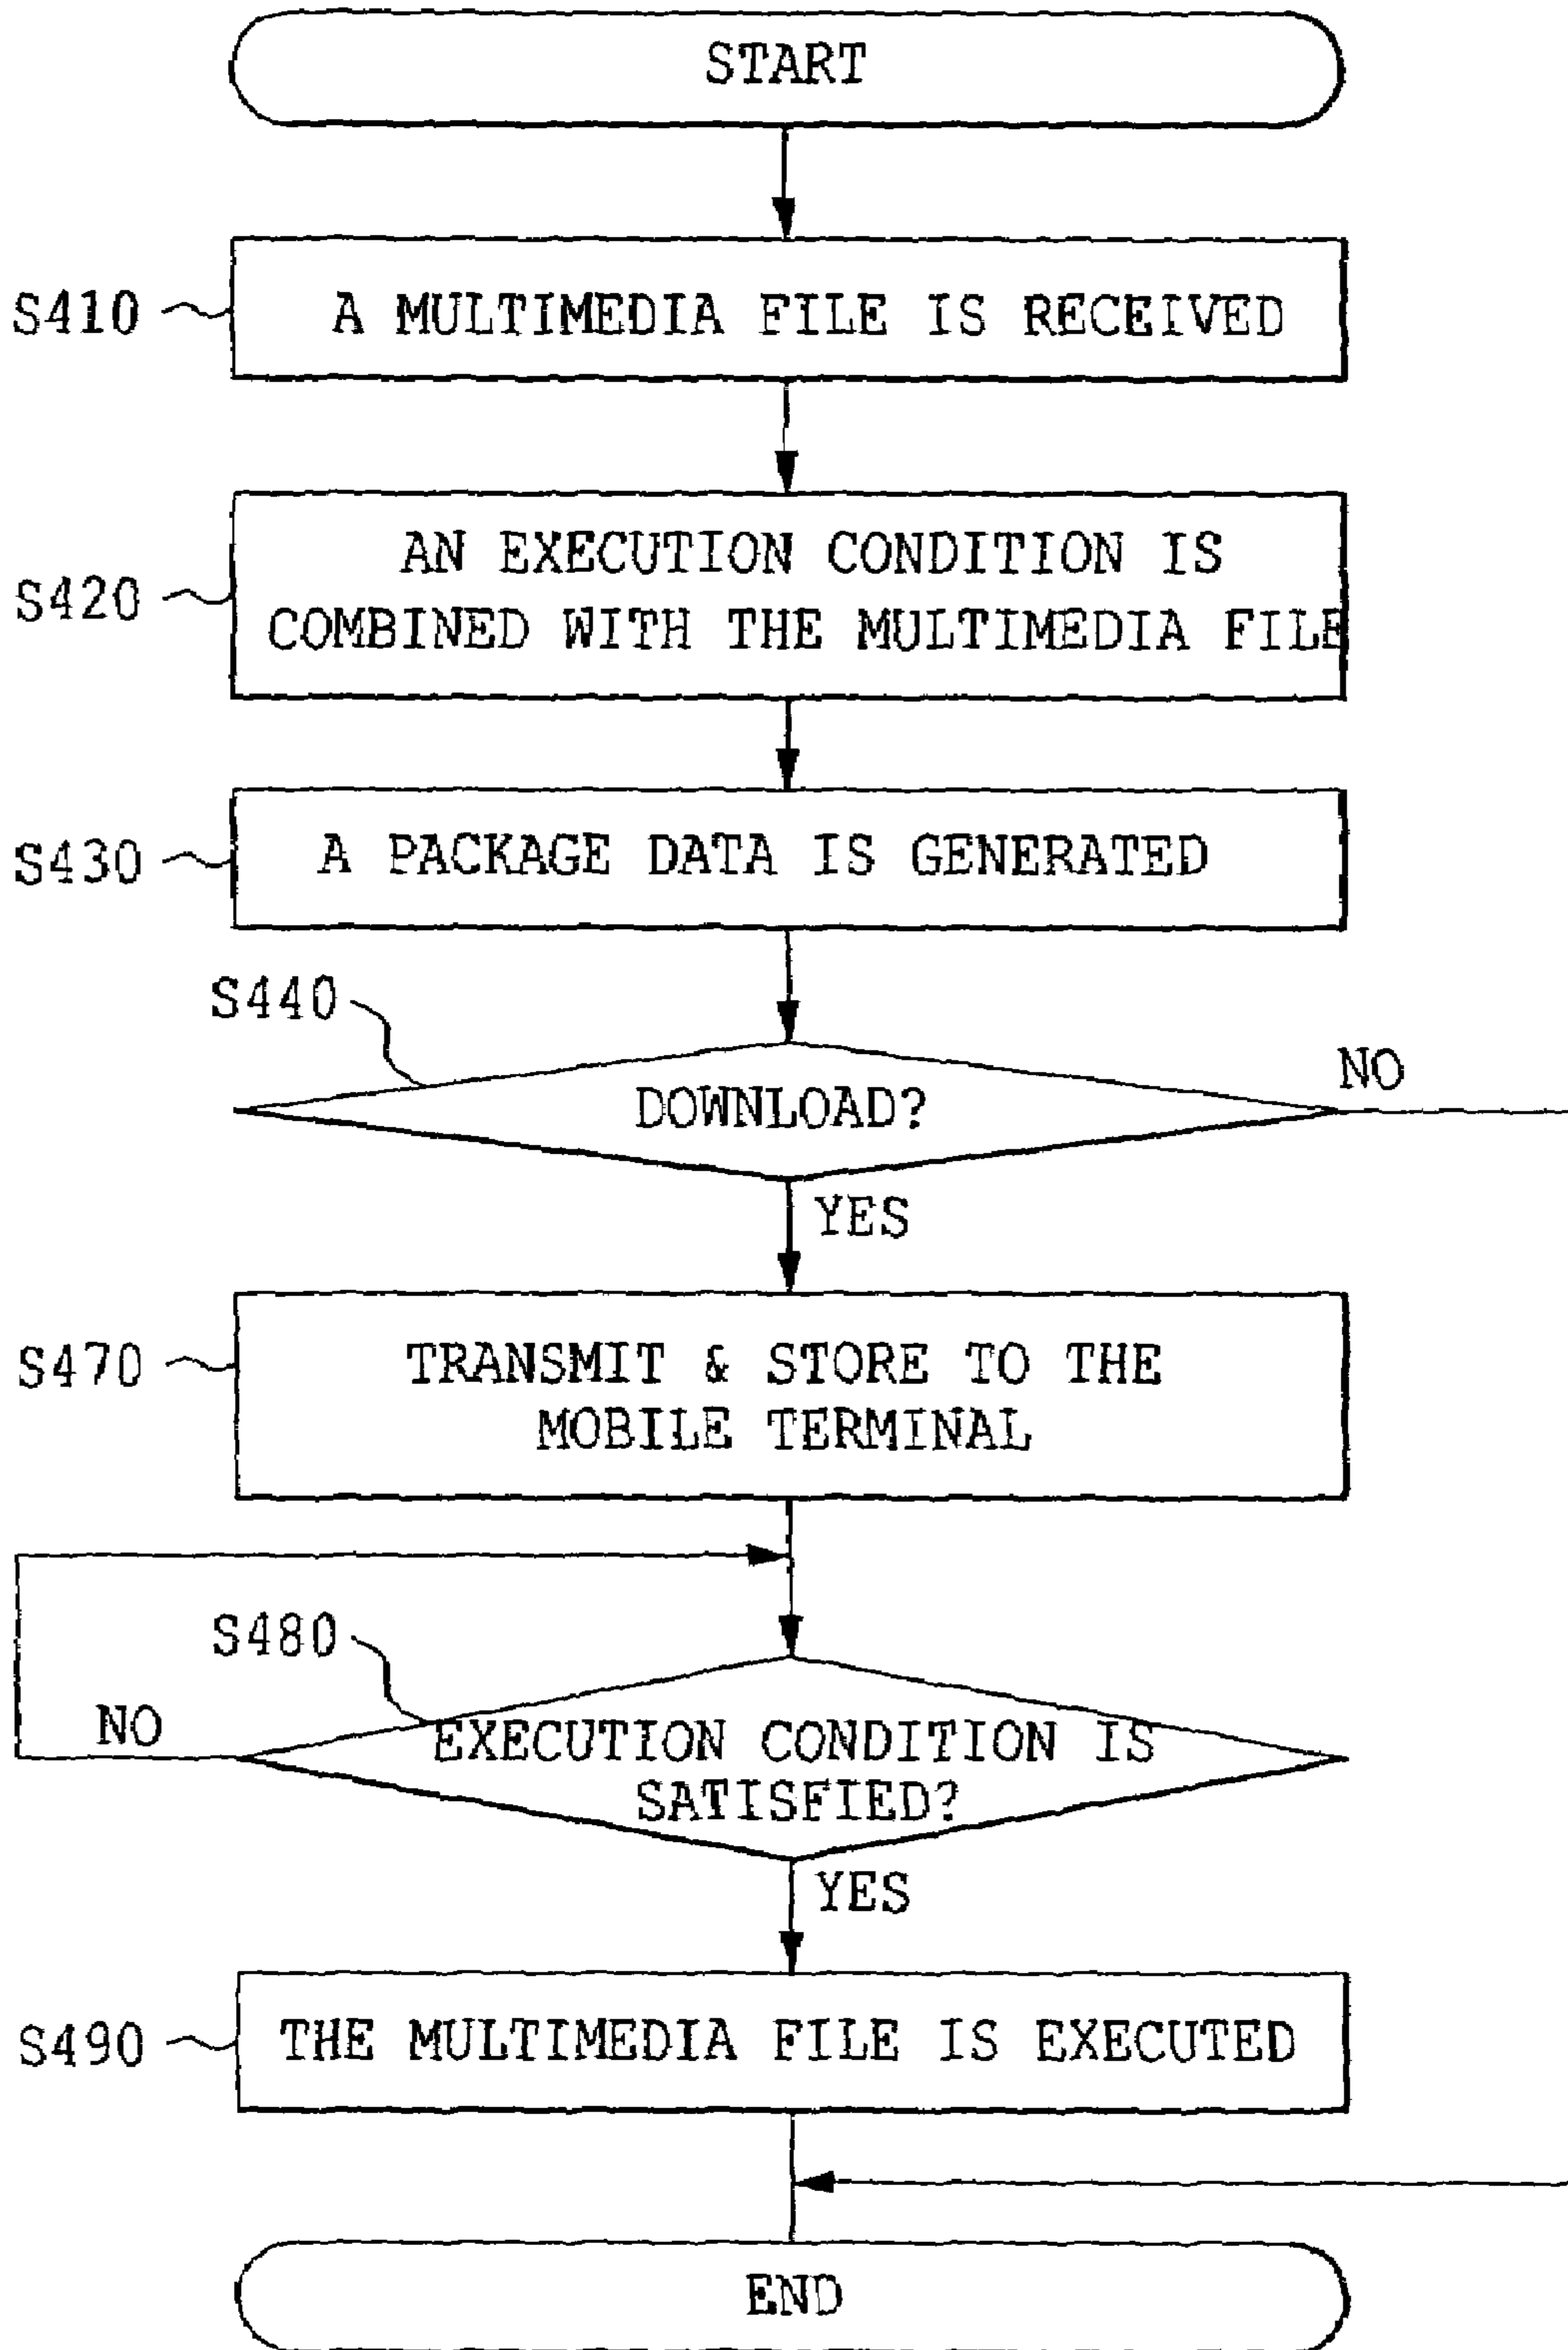 START
S410
A MULTIMEDIA FILE IS RECEIVED
S420
AN EXECUTION CONDITION IS
COMBINED WITH THE MULTIMEDIA FILE
S430
A PACKAGE DATA IS GENERATED
S440
DOWNLOAD?
NO
YES
S470
TRANSMIT & STORE TO THE
MOBILE TERMINAL
S480
NO
EXECUTION CONDITION IS
SATISFIED?
YES
S490
THE MULTIMEDIA FILE IS EXECUTED
END